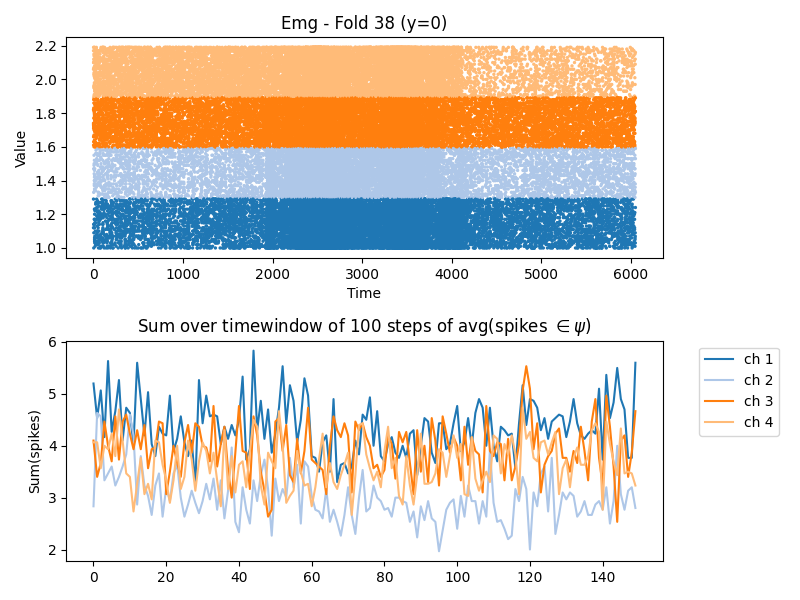 Emg - Fold 38 (y=0)
2.2
2.0
1.8
1.6
1.4
1.2
1.0
Value
0 1000 2000 3000 4000 5000 6000
Time
Sum over timewindow of 100 steps of avg(spikes ∈ψ)
6
5
4
3
2
Sum(spikes)
0 20 40 60 80 100 120 140
ch 1
ch 2
ch 3
ch 4